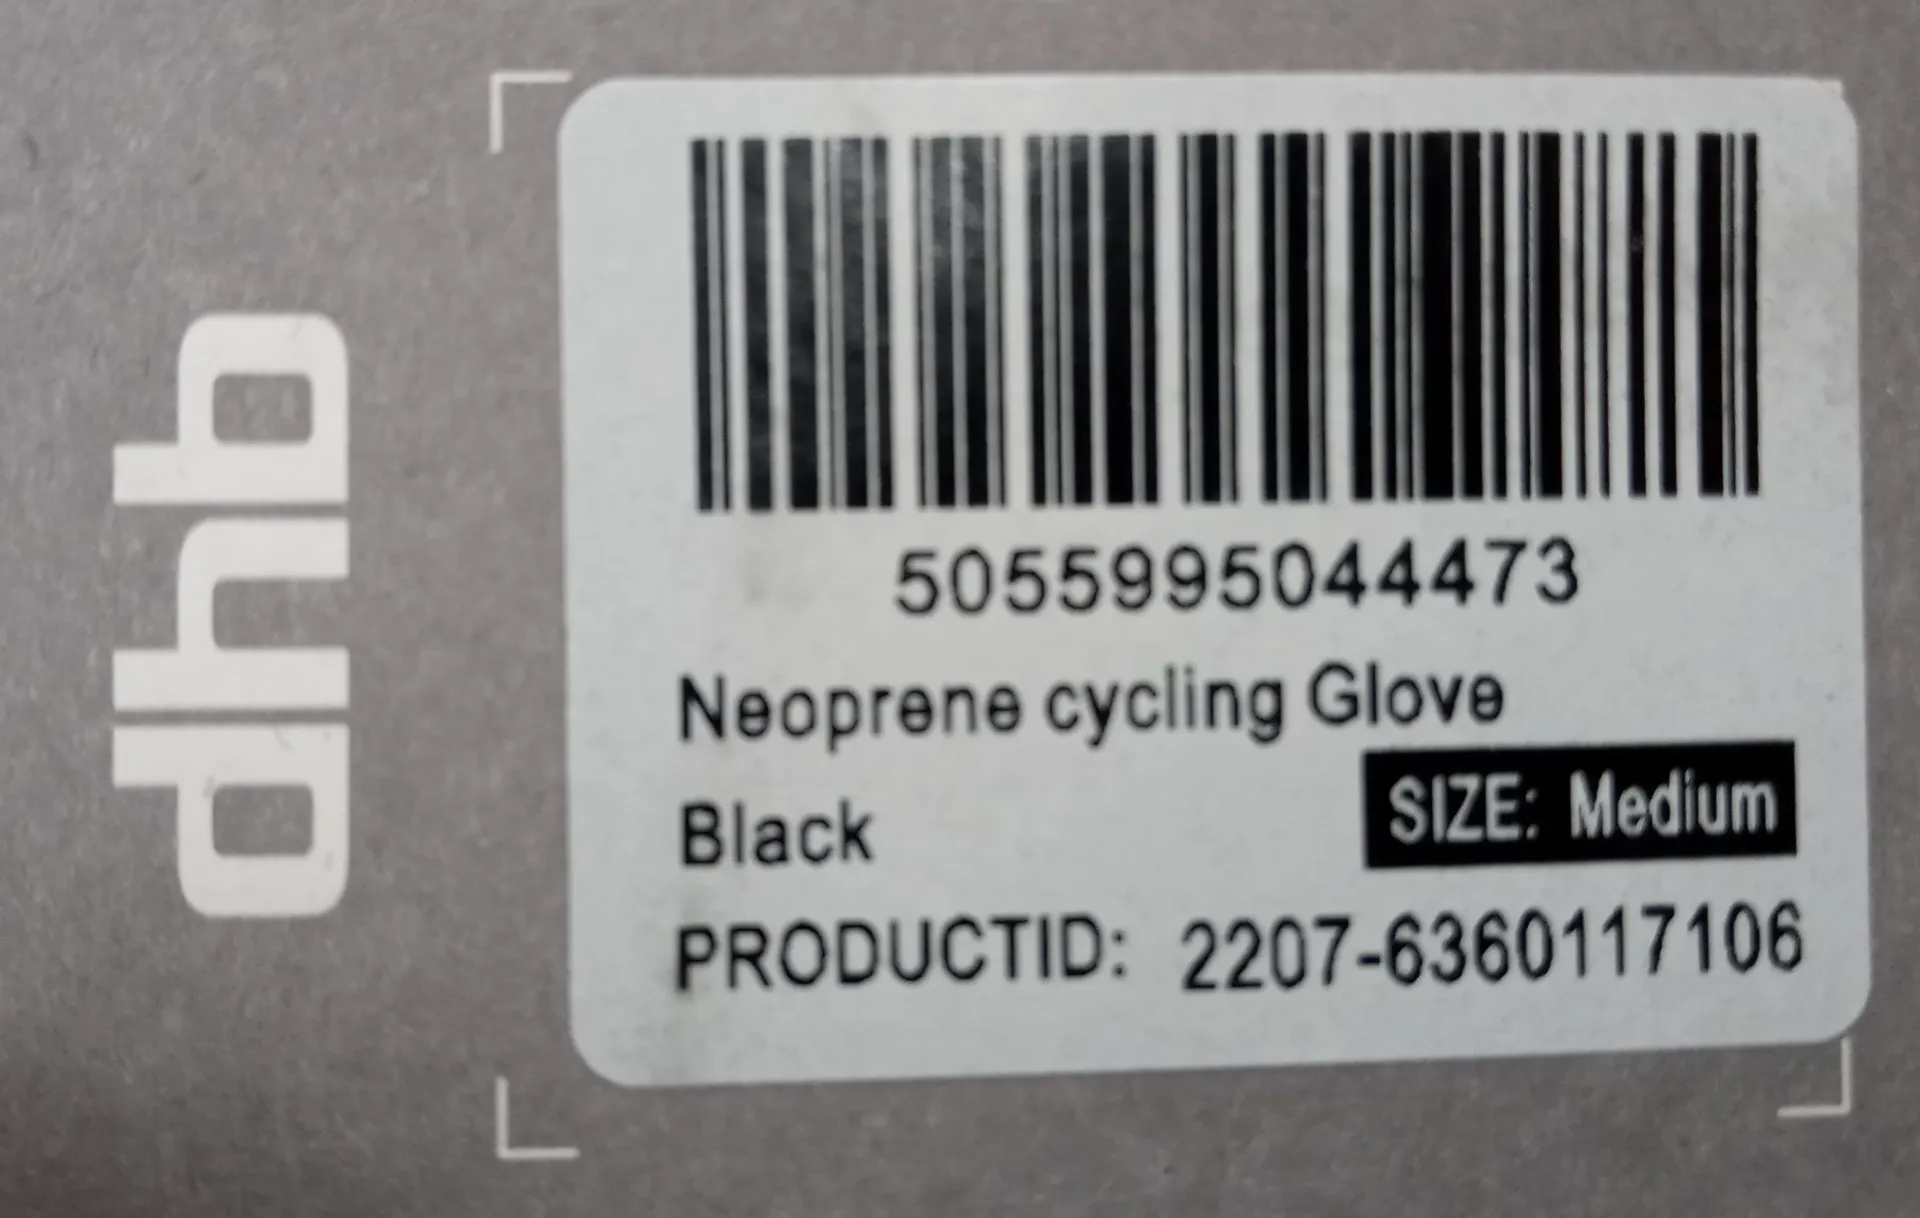 dhb
5055995044473
Neoprene cycling Glove
Black
SIZE: Medium
PRODUCTID: 2207-6360117106